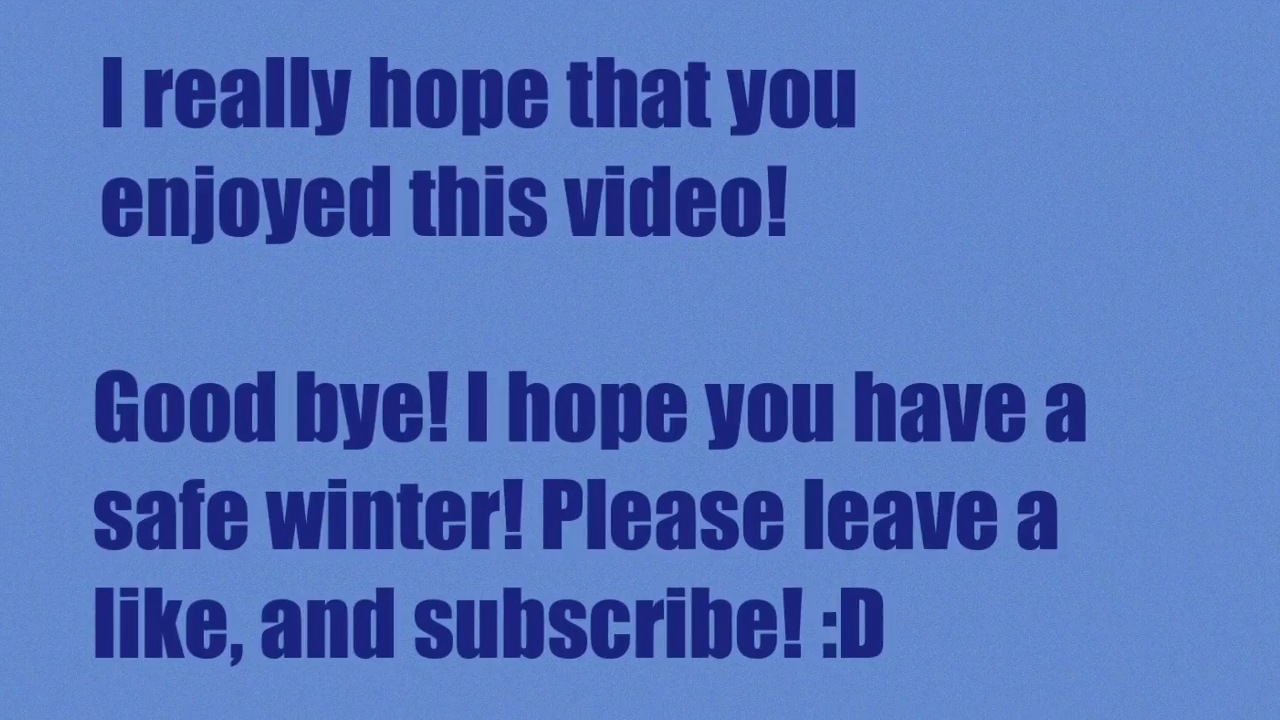 I really hope that you
enjoyed this video!
Good bye! I hope you have a
safe winter! Please leave a
like, and subscribe! :D